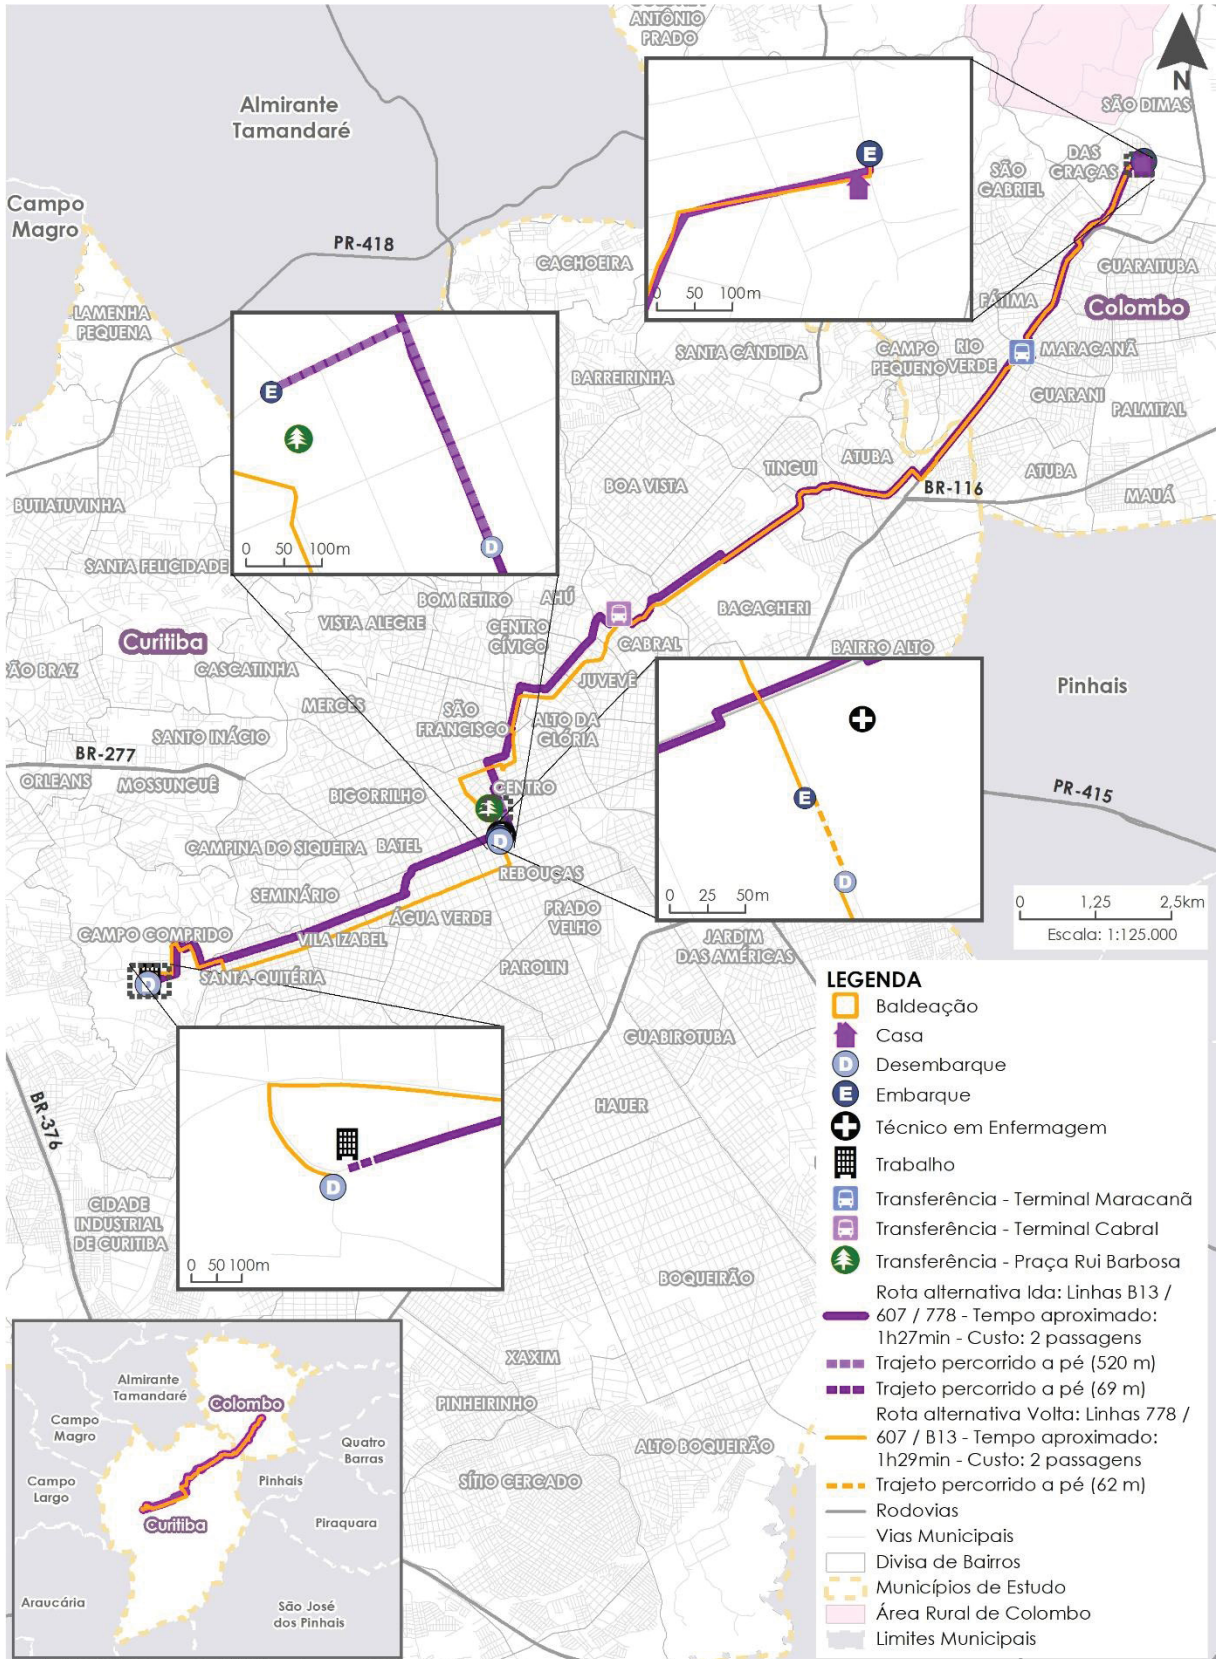 ANTÔNIO
PRADO
N
Almirante
Tamandaré
SÃO DIMAS
E
DAS
GRAÇAS
SÃO
GABRIEL
Campo
Magro
PR-418
CACHOEIRA
GUARAITUBA
0 50 100m
FÁTIMA
Colombo
LAMENHA
PEQUENA
SANTA CÂNDIDA
CAMPO
PEQUENO
RIO
VERDE
MARACANÃ
BARREIRINHA
E
GUARANI
PALMITAL
TINGUI
ATUBA
ATUBA
BOA VISTA
BR-116
MAUÁ
BUTIATUVINHA
D
0 50 100m
SANTA FELICIDADE
BOM RETIRO
AHÚ
VISTA ALEGRE
CENTRO
CÍVICO
BACACHERI
Curitiba
CABRAL
BAIRRO ALTO
ÃO BRAZ
CASCATINHA
JUVEVÊ
Pinhais
MERCÊS
SÃO
FRANCISCO
ALTO DA
GLÓRIA
SANTO INÁCIO
BR-277
ORLEANS
MOSSUNGUÊ
BIGORRILHO
CENTRO
PR-415
E
D
CAMPINA DO SIQUEIRA
BATEL
REBOUÇAS
D
0 25 50m
SEMINÁRIO
ÁGUA VERDE
PRADO
VELHO
0 1,25 2,5km
Escala: 1:125.000
CAMPO COMPRIDO
VILA IZABEL
JARDIM
DAS AMÉRICAS
PAROLIN
SANTA QUITÉRIA
D
GUABIROTUBA
HAUER
BR-376
D
CIDADE
INDUSTRIAL
DE CURITIBA
0 50 100m
BOQUEIRÃO
XAXIM
PINHEIRINHO
ALTO BOQUEIRÃO
SÍTIO CERCADO
LEGENDA
Baldeação
Casa
D Desembarque
E Embarque
Técnico em Enfermagem
Trabalho
Transferência - Terminal Maracanã
Transferência - Terminal Cabral
Transferência - Praça Rui Barbosa
Rota alternativa Ida: Linhas B13 /
607 / 778 - Tempo aproximado:
1h27min - Custo: 2 passagens
Trajeto percorrido a pé (520 m)
Trajeto percorrido a pé (69 m)
Rota alternativa Volta: Linhas 778 /
607 / B13 - Tempo aproximado:
1h29min - Custo: 2 passagens
Trajeto percorrido a pé (62 m)
Rodovias
Vias Municipais
Divisa de Bairros
Municípios de Estudo
Área Rural de Colombo
Limites Municipais
Almirante
Tamandaré
Colombo
Campo
Magro
Quatro
Barras
Campo
Largo
Pinhais
Curitiba
Piraquara
Araucária
São José
dos Pinhais